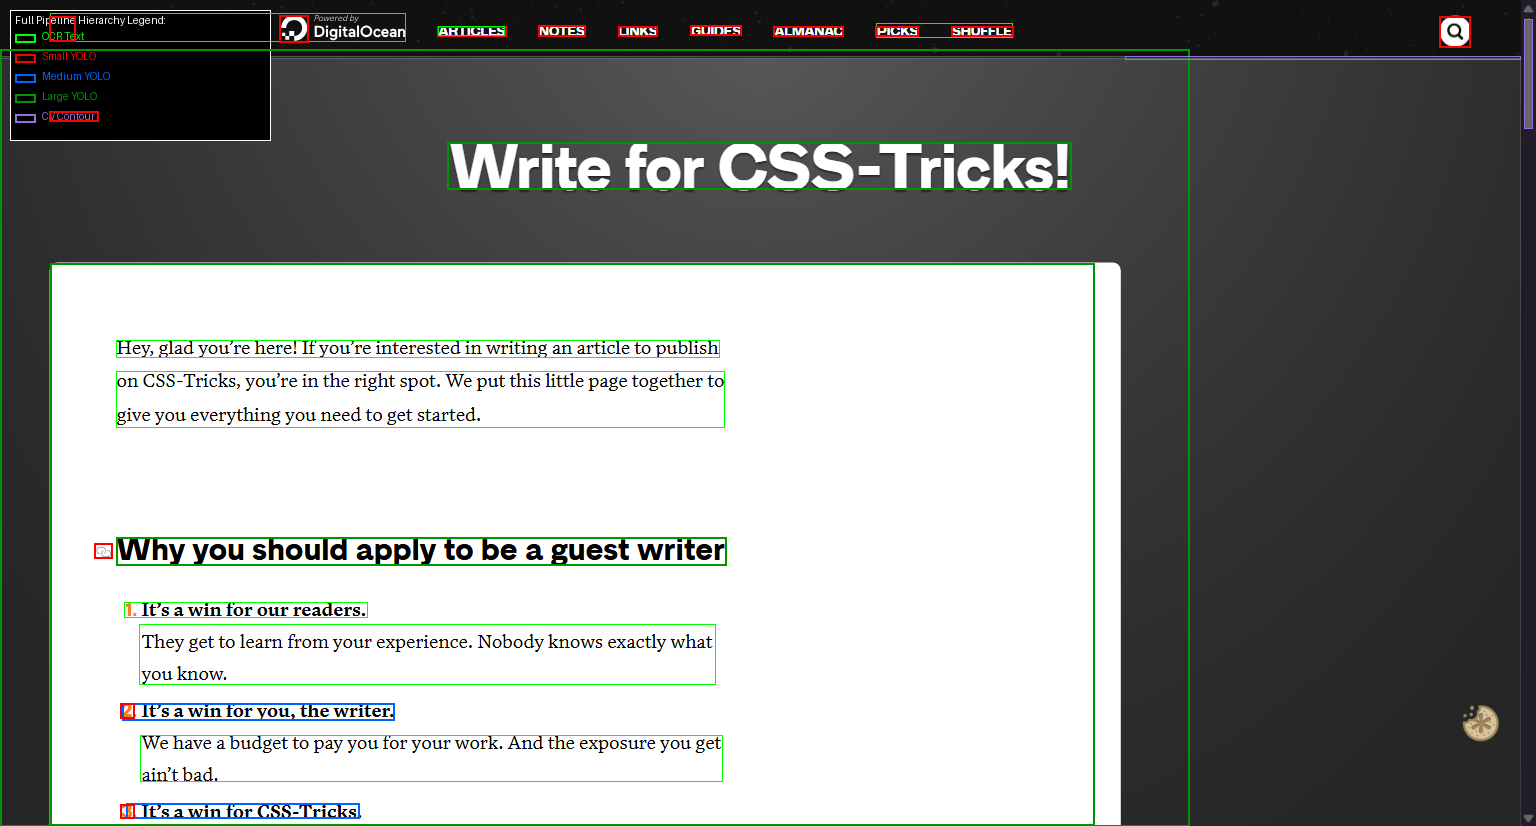 Full Pipeline Hierarchy Legend:
OCR Text
Small YOLO
Medium YOLO
Large YOLO
CV Contour
Powered by
DigitalOcean
ARTICLES NOTES LINKS GUIDES ALMANAC PICKS SHUFFLE
Write for CSS-Tricks!
Hey, glad you’re here! If you’re interested in writing an article to publish
on CSS-Tricks, you’re in the right spot. We put this little page together to
give you everything you need to get started.
Why you should apply to be a guest writer
1. It’s a win for our readers.
They get to learn from your experience. Nobody knows exactly what
you know.
2. It’s a win for you, the writer.
We have a budget to pay you for your work. And the exposure you get
ain’t bad.
3. It’s a win for CSS-Tricks.